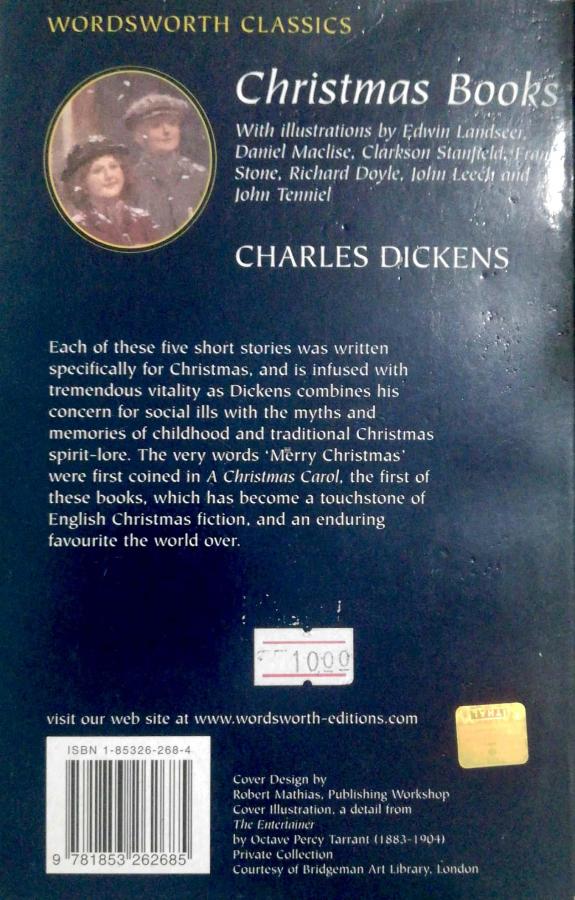 WORDSWORTH CLASSICS
Christmas Books
With illustrations by Edwin Landseer,
Daniel Maclise, Clarkson Stanfield, Fran
Stone, Richard Doyle, John Leech and
John Tenniel
CHARLES DICKENS
Each of these five short stories was written
specifically for Christmas, and is infused with
tremendous vitality as Dickens combines his
concern for social ills with the myths and
memories of childhood and traditional Christmas
spirit-lore. The very words ‘Merry Christmas’
were first coined in A Christmas Carol, the first of
these books, which has become a touchstone of
English Christmas fiction, and an enduring
favourite the world over.
1000
visit our web site at www.wordsworth-editions.com
ISBN 1-85326-268-4
9 781853 262685
Cover Design by
Robert Mathias, Publishing Workshop
Cover Illustration, a detail from
The Entertainer
by Octave Percy Tarrant (1883-1904)
Private Collection
Courtesy of Bridgeman Art Library, London